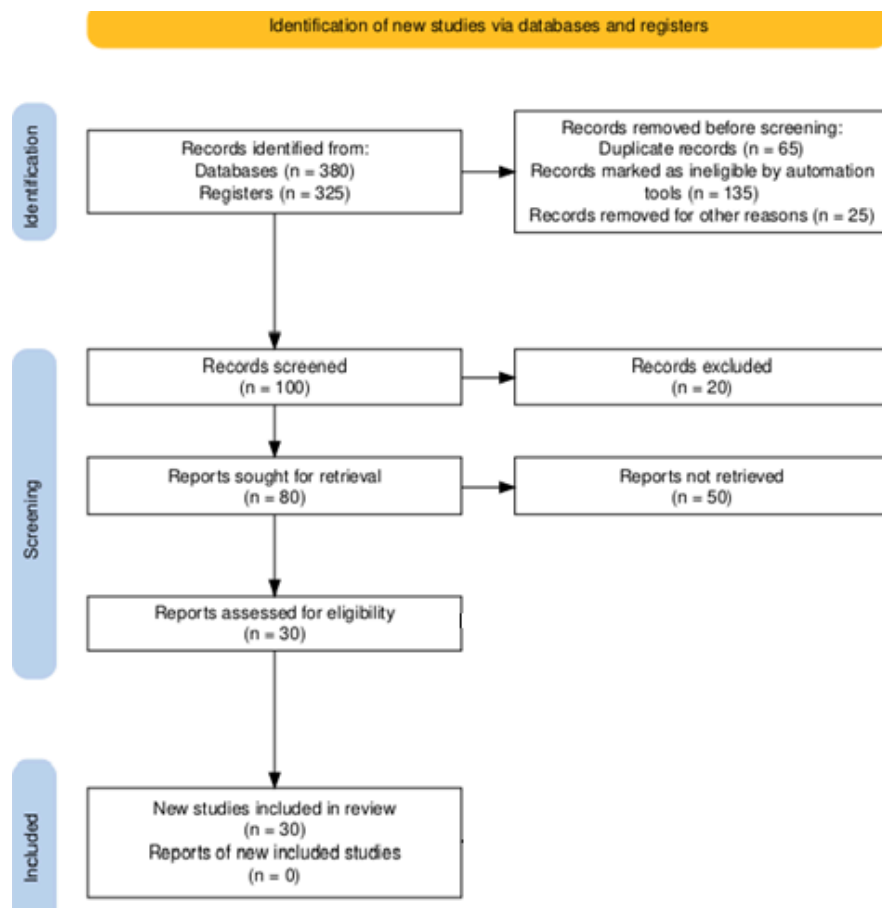 Identification of new studies via databases and registers
Identification
Records identified from:
Databases (n = 380)
Registers (n = 325)
Records removed before screening:
Duplicate records (n = 65)
Records marked as ineligible by automation
tools (n = 135)
Records removed for other reasons (n = 25)
Screening
Records screened
(n = 100)
Records excluded
(n = 20)
Reports sought for retrieval
(n = 80)
Reports not retrieved
(n = 50)
Reports assessed for eligibility
(n = 30)
Included
New studies included in review
(n = 30)
Reports of new included studies
(n = 0)